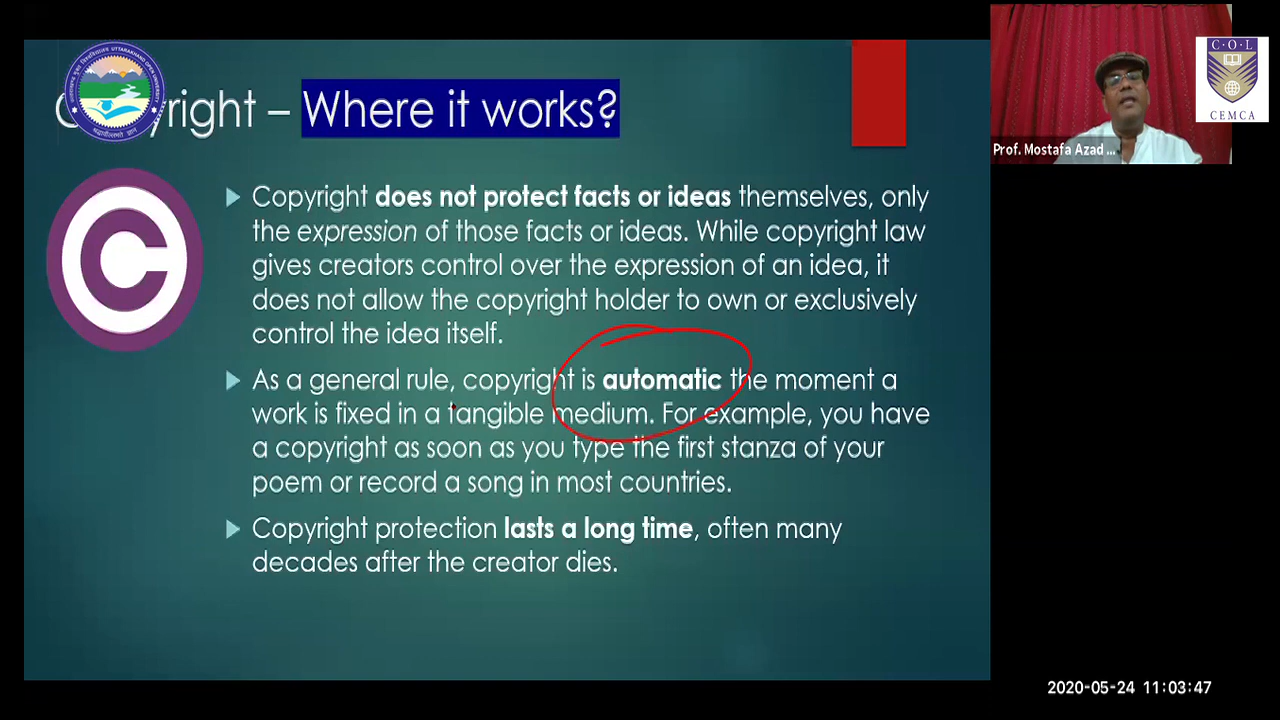 Copyright – Where it works?
C
Copyright does not protect facts or ideas themselves, only
the expression of those facts or ideas. While copyright law
gives creators control over the expression of an idea, it
does not allow the copyright holder to own or exclusively
control the idea itself.
As a general rule, copyright is automatic the moment a
work is fixed in a tangible medium. For example, you have
a copyright as soon as you type the first stanza of your
poem or record a song in most countries.
Copyright protection lasts a long time, often many
decades after the creator dies.
UTTARAKHAND OPEN UNIVERSITY
Prof. Mostafa Azad ...
C·O·L
CEMCA
2020-05-24 11:03:47